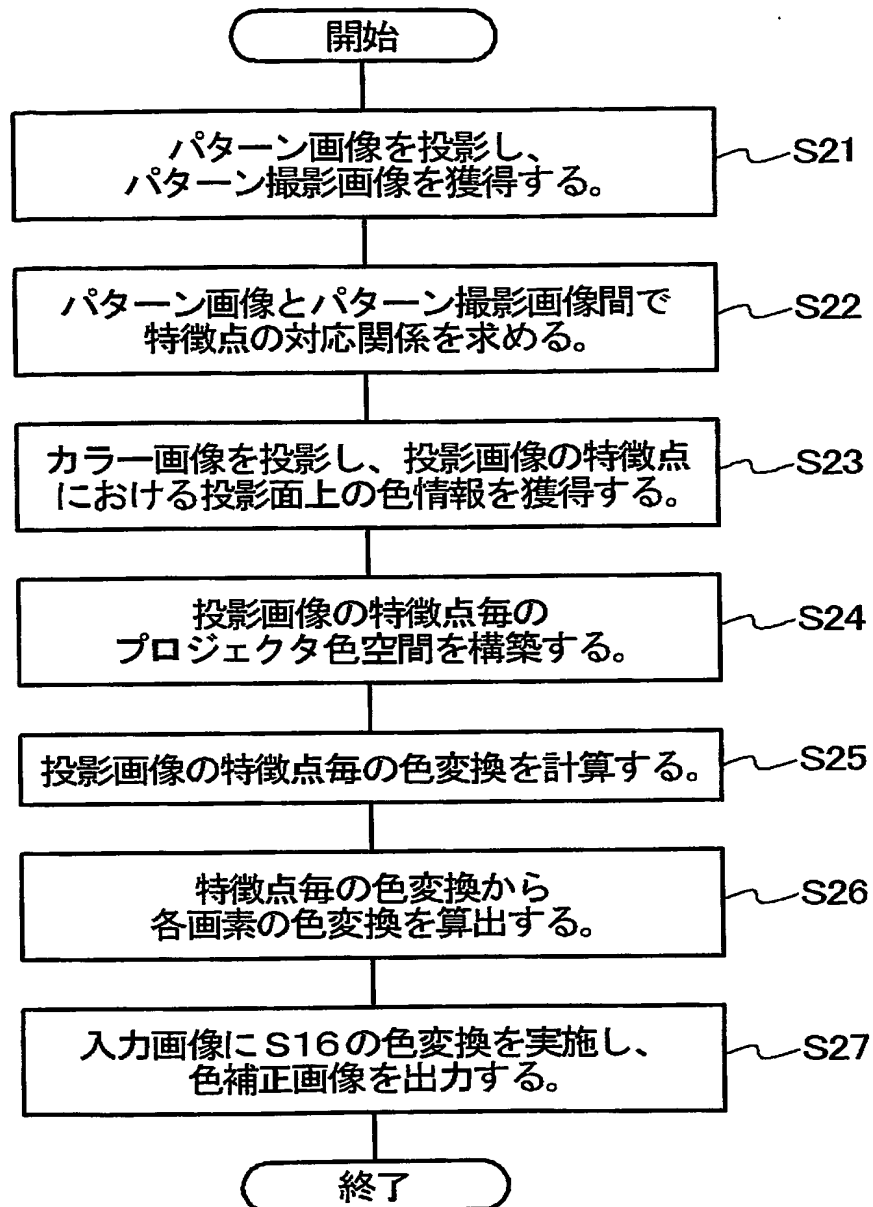 開始
パターン画像を投影し、
パターン撮影画像を獲得する。
S21
パターン画像とパターン撮影画像間で
特徴点の対応関係を求める。
S22
カラー画像を投影し、投影画像の特徴点
における投影面上の色情報を獲得する。
S23
投影画像の特徴点毎の
プロジェクタ色空間を構築する。
S24
投影画像の特徴点毎の色変換を計算する。
S25
特徴点毎の色変換から
各画素の色変換を算出する。
S26
入力画像にS16の色変換を実施し、
色補正画像を出力する。
S27
終了